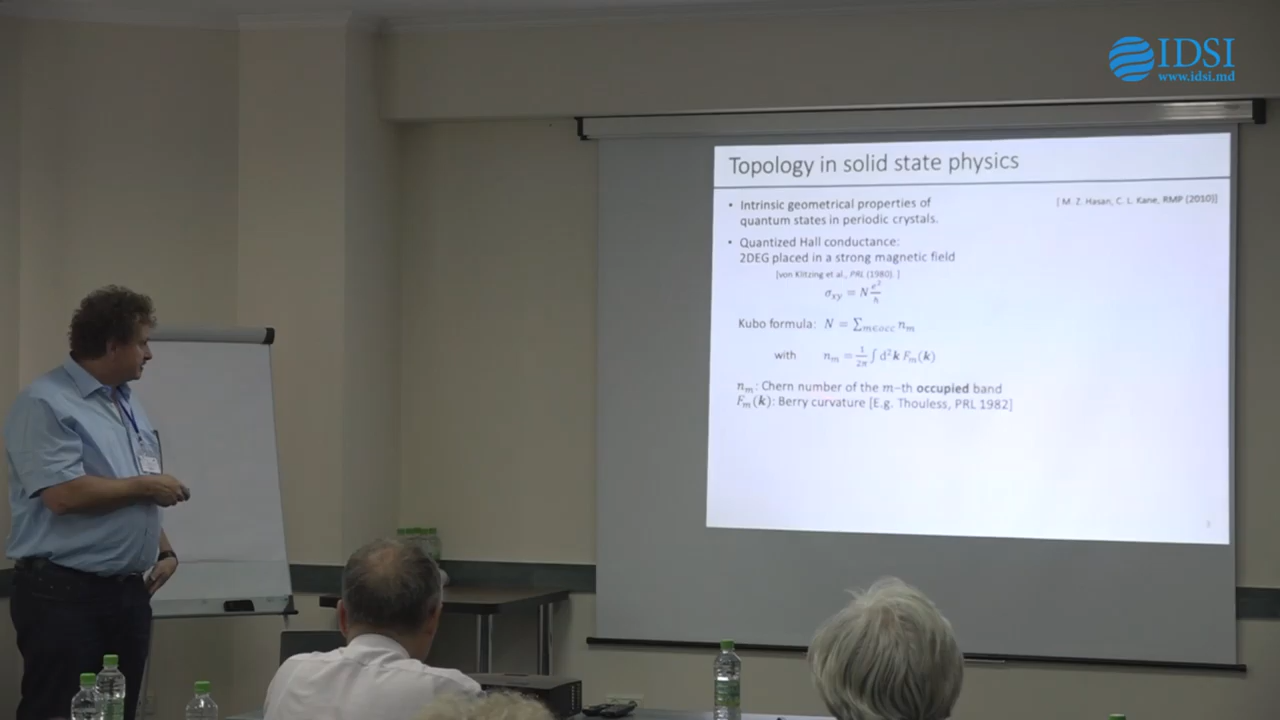 IDSI
www.idsi.md
Topology in solid state physics
• Intrinsic geometrical properties of
quantum states in periodic crystals.
[ M. Z. Hasan, C. L. Kane, RMP (2010)]
• Quantized Hall conductance:
2DEG placed in a strong magnetic field
[von Klitzing et al., PRL (1980). ]
σxy = N e²/h
Kubo formula: N = ∑m∈occ nm
with nm = 1/2π ∫ d²k Fm(k)
nm: Chern number of the m−th occupied band
Fm(k): Berry curvature [E.g. Thouless, PRL 1982]